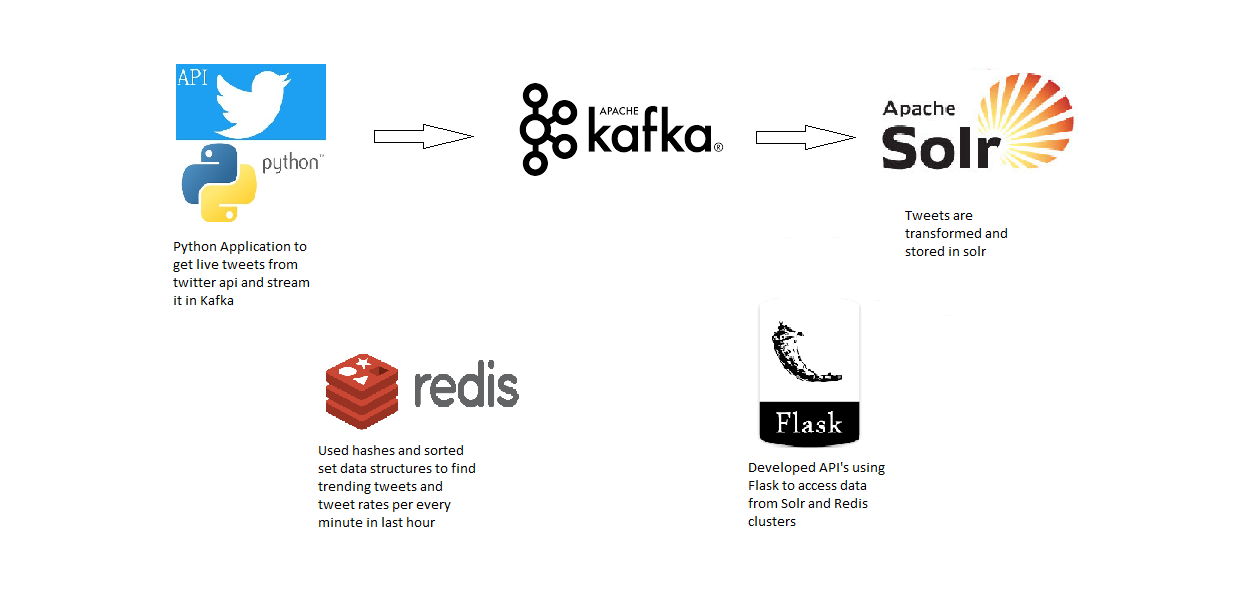 API
python™
Python Application to
get live tweets from
twitter api and stream
it in Kafka
APACHE
kafka®
Apache
Solr
Tweets are
transformed and
stored in solr
redis
Used hashes and sorted
set data structures to find
trending tweets and
tweet rates per every
minute in last hour
Flask
Developed API's using
Flask to access data
from Solr and Redis
clusters